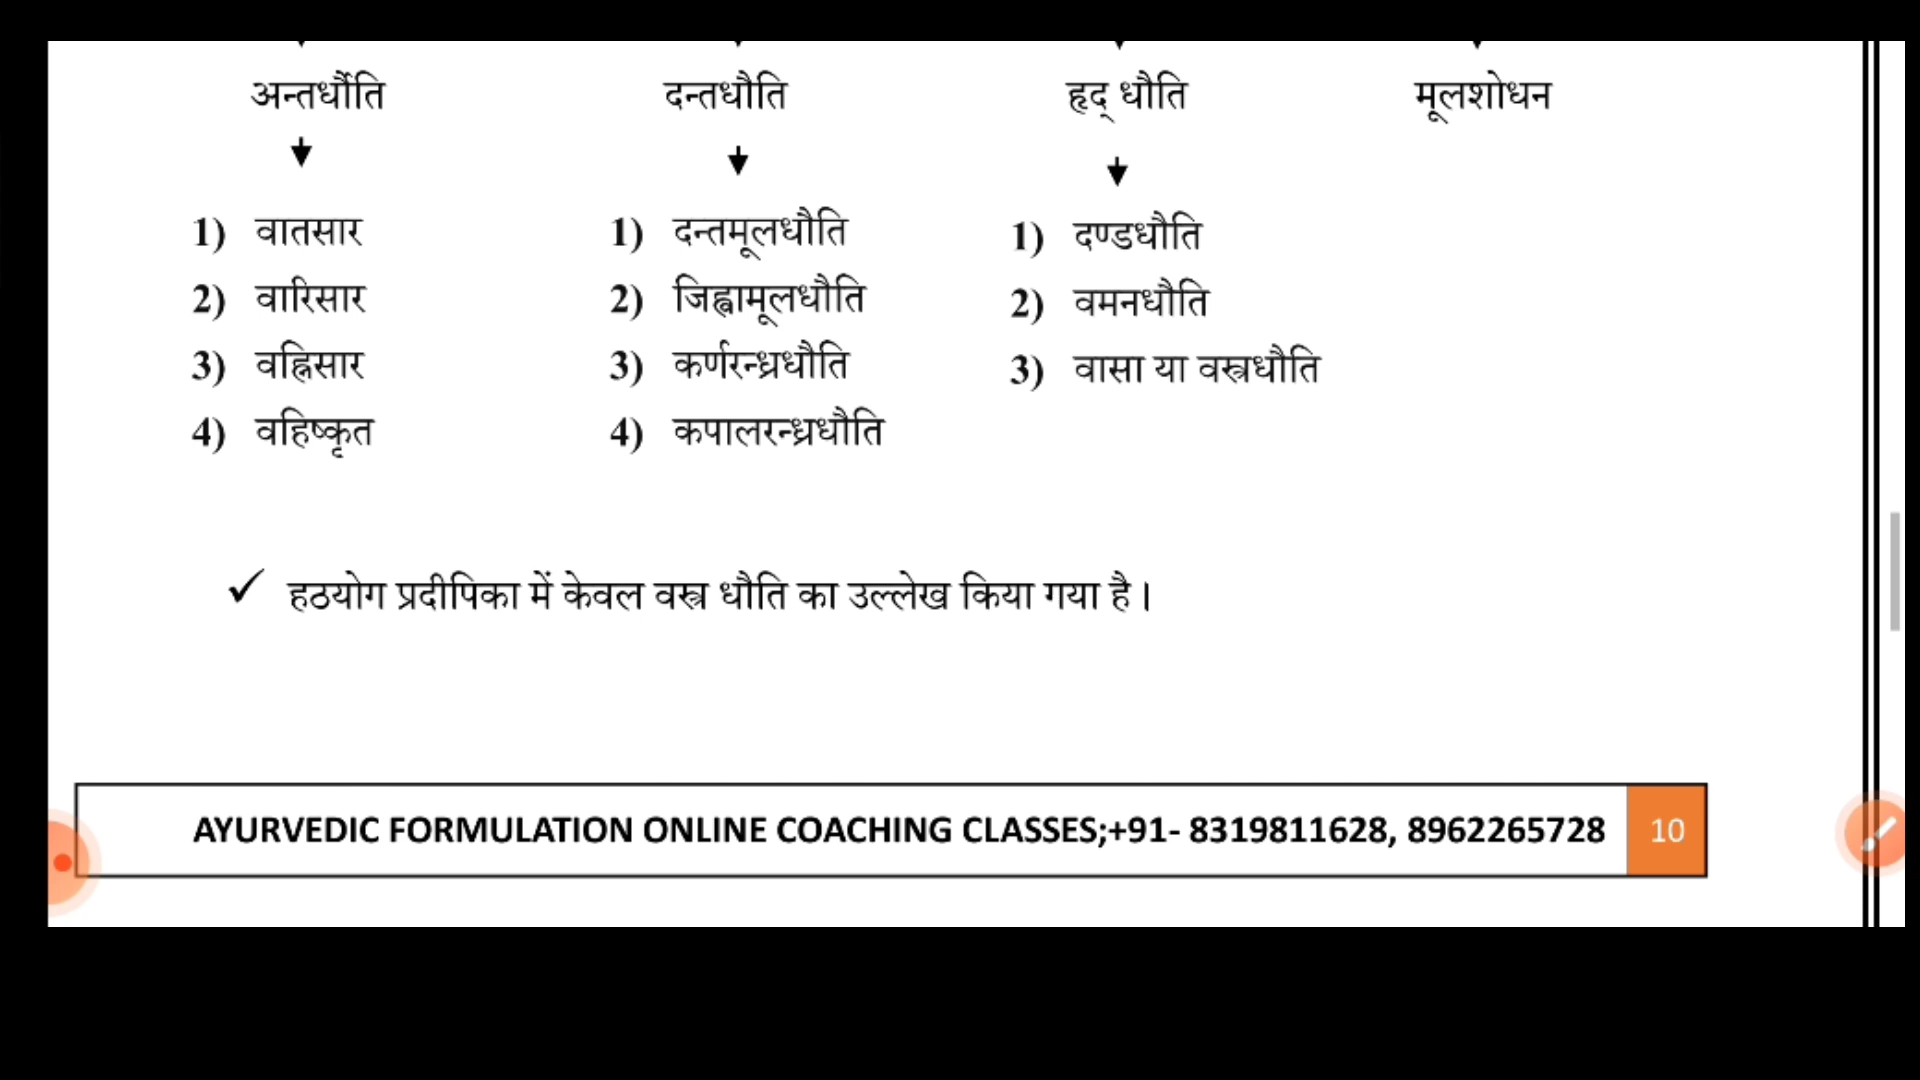 अन्तर्धौति दन्तधौति हृद् धौति मूलशोधन
1) वातसार 1) दन्तमूलधौति 1) दण्डधौति
2) वारिसार 2) जिह्वामूलधौति 2) वमनधौति
3) वह्निसार 3) कर्णरन्ध्रधौति 3) वासा या वस्त्रधौति
4) वहिष्कृत 4) कपालरन्ध्रधौति
✓ हठयोग प्रदीपिका में केवल वस्त्र धौति का उल्लेख किया गया है।
AYURVEDIC FORMULATION ONLINE COACHING CLASSES;+91- 8319811628, 8962265728 10